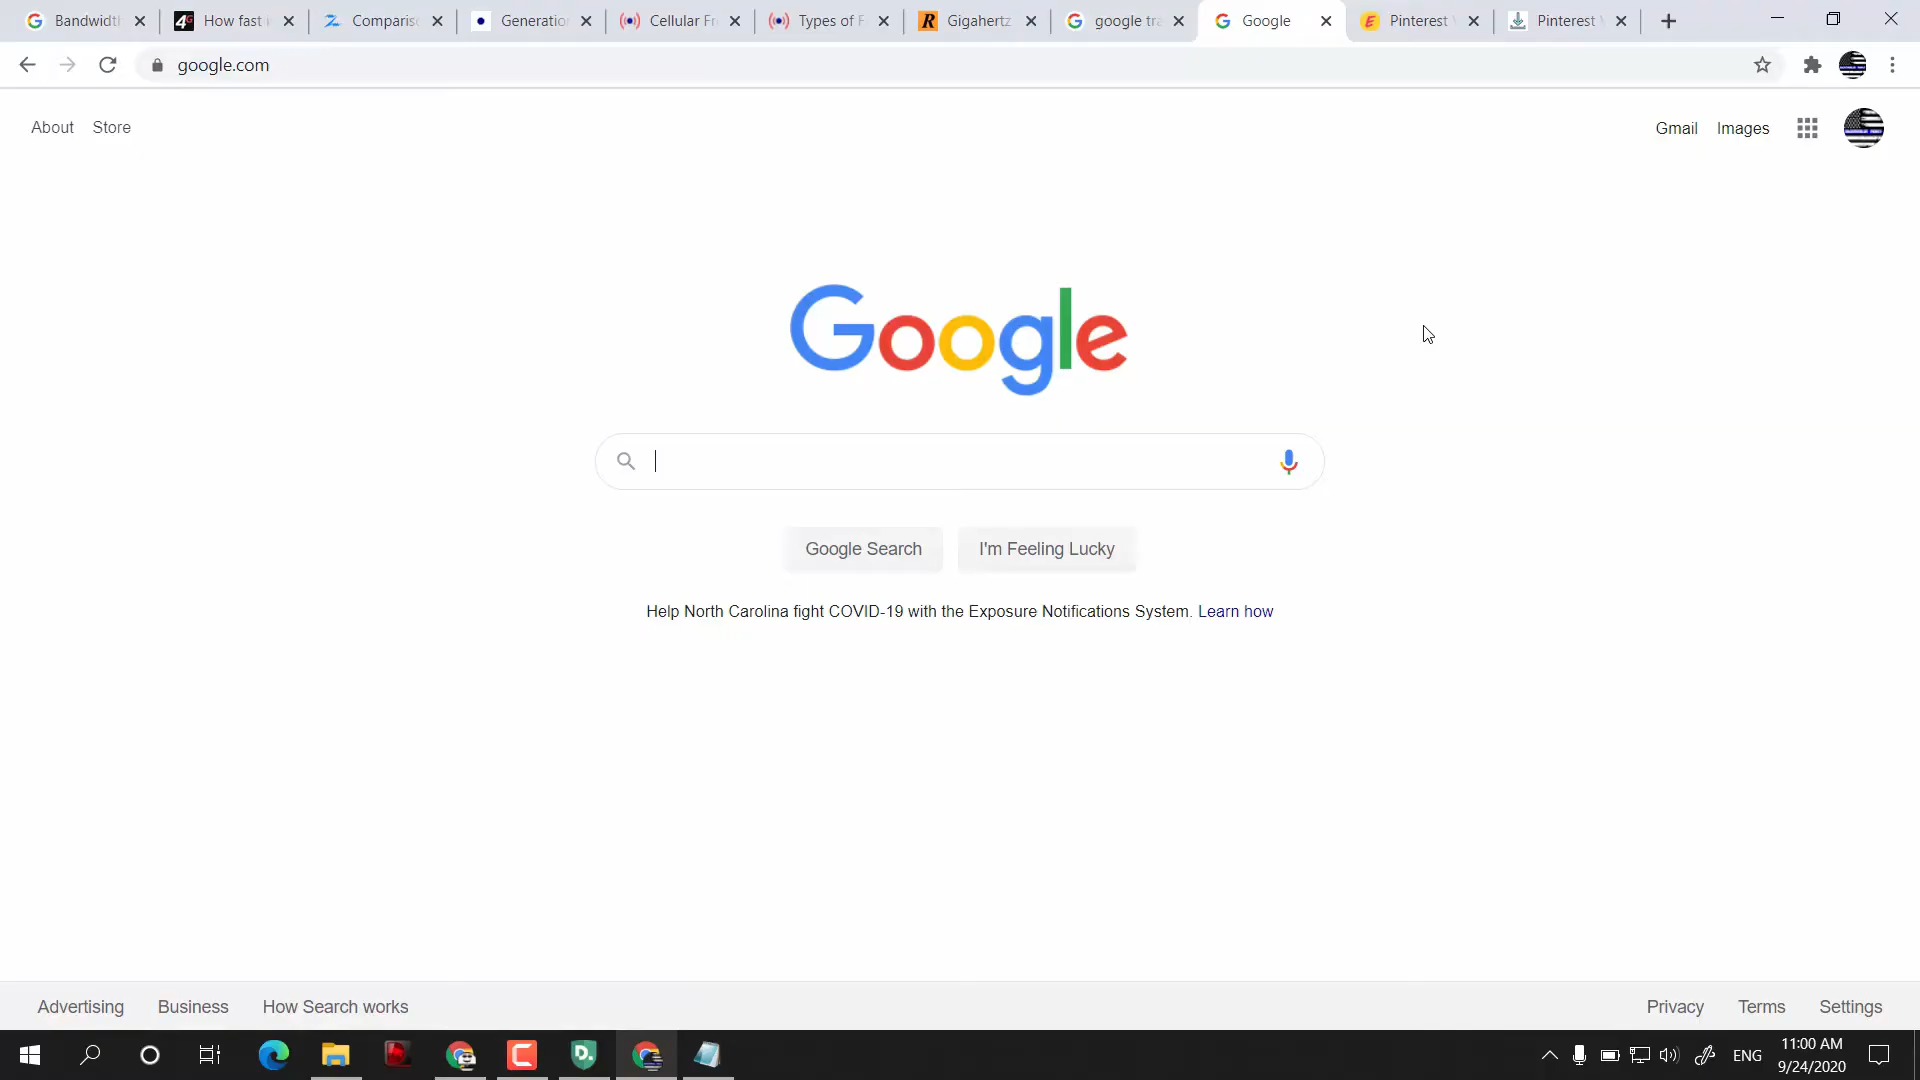 Bandwidth
How fast i
Comparis
Generatio
Cellular Fr
Types of F
Gigahertz
google tra
Google
Pinterest
Pinterest
google.com
About Store
Gmail Images
Google
Google Search I'm Feeling Lucky
Help North Carolina fight COVID-19 with the Exposure Notifications System. Learn how
Advertising Business How Search works
Privacy Terms Settings
ENG
11:00 AM
9/24/2020